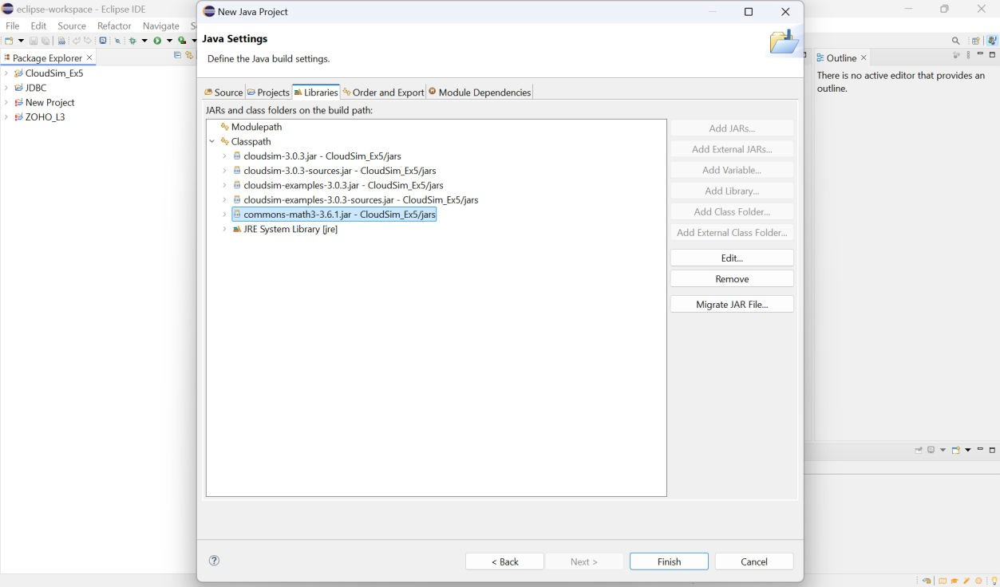 eclipse-workspace - Eclipse IDE
File Edit Source Refactor Navigate S
Package Explorer
CloudSim_Ex5
JDBC
New Project
ZOHO_L3
New Java Project
Java Settings
Define the Java build settings.
Source Projects Libraries Order and Export Module Dependencies
JARs and class folders on the build path:
Modulepath
Classpath
cloudsim-3.0.3.jar - CloudSim_Ex5/jars
cloudsim-3.0.3-sources.jar - CloudSim_Ex5/jars
cloudsim-examples-3.0.3.jar - CloudSim_Ex5/jars
cloudsim-examples-3.0.3-sources.jar - CloudSim_Ex5/jars
commons-math3-3.6.1.jar - CloudSim_Ex5/jars
JRE System Library [jre]
Add JARs...
Add External JARs...
Add Variable...
Add Library...
Add Class Folder...
Add External Class Folder...
Edit...
Remove
Migrate JAR File...
< Back Next > Finish Cancel
Outline
There is no active editor that provides an
outline.